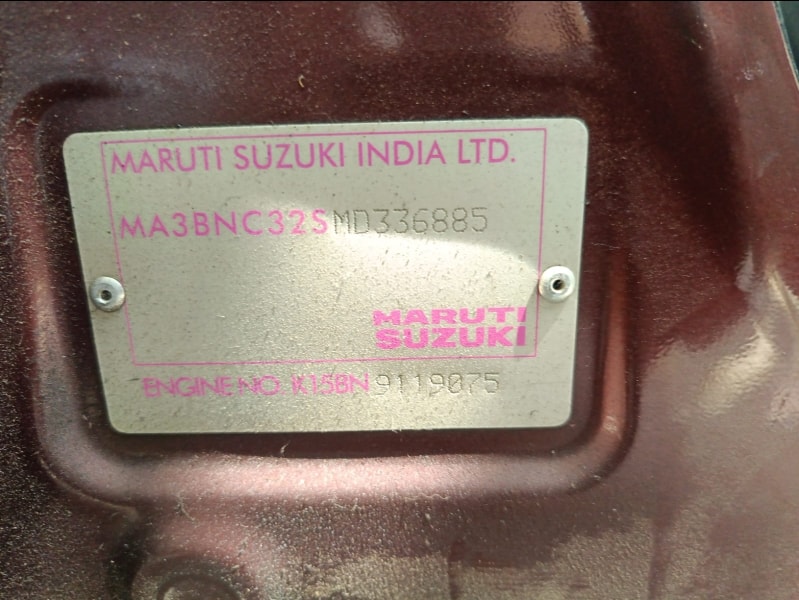 MARUTI SUZUKI INDIA LTD.
MA3BNC32SMD336885
MARUTI
SUZUKI
ENGINE NO. K15BN 9119075